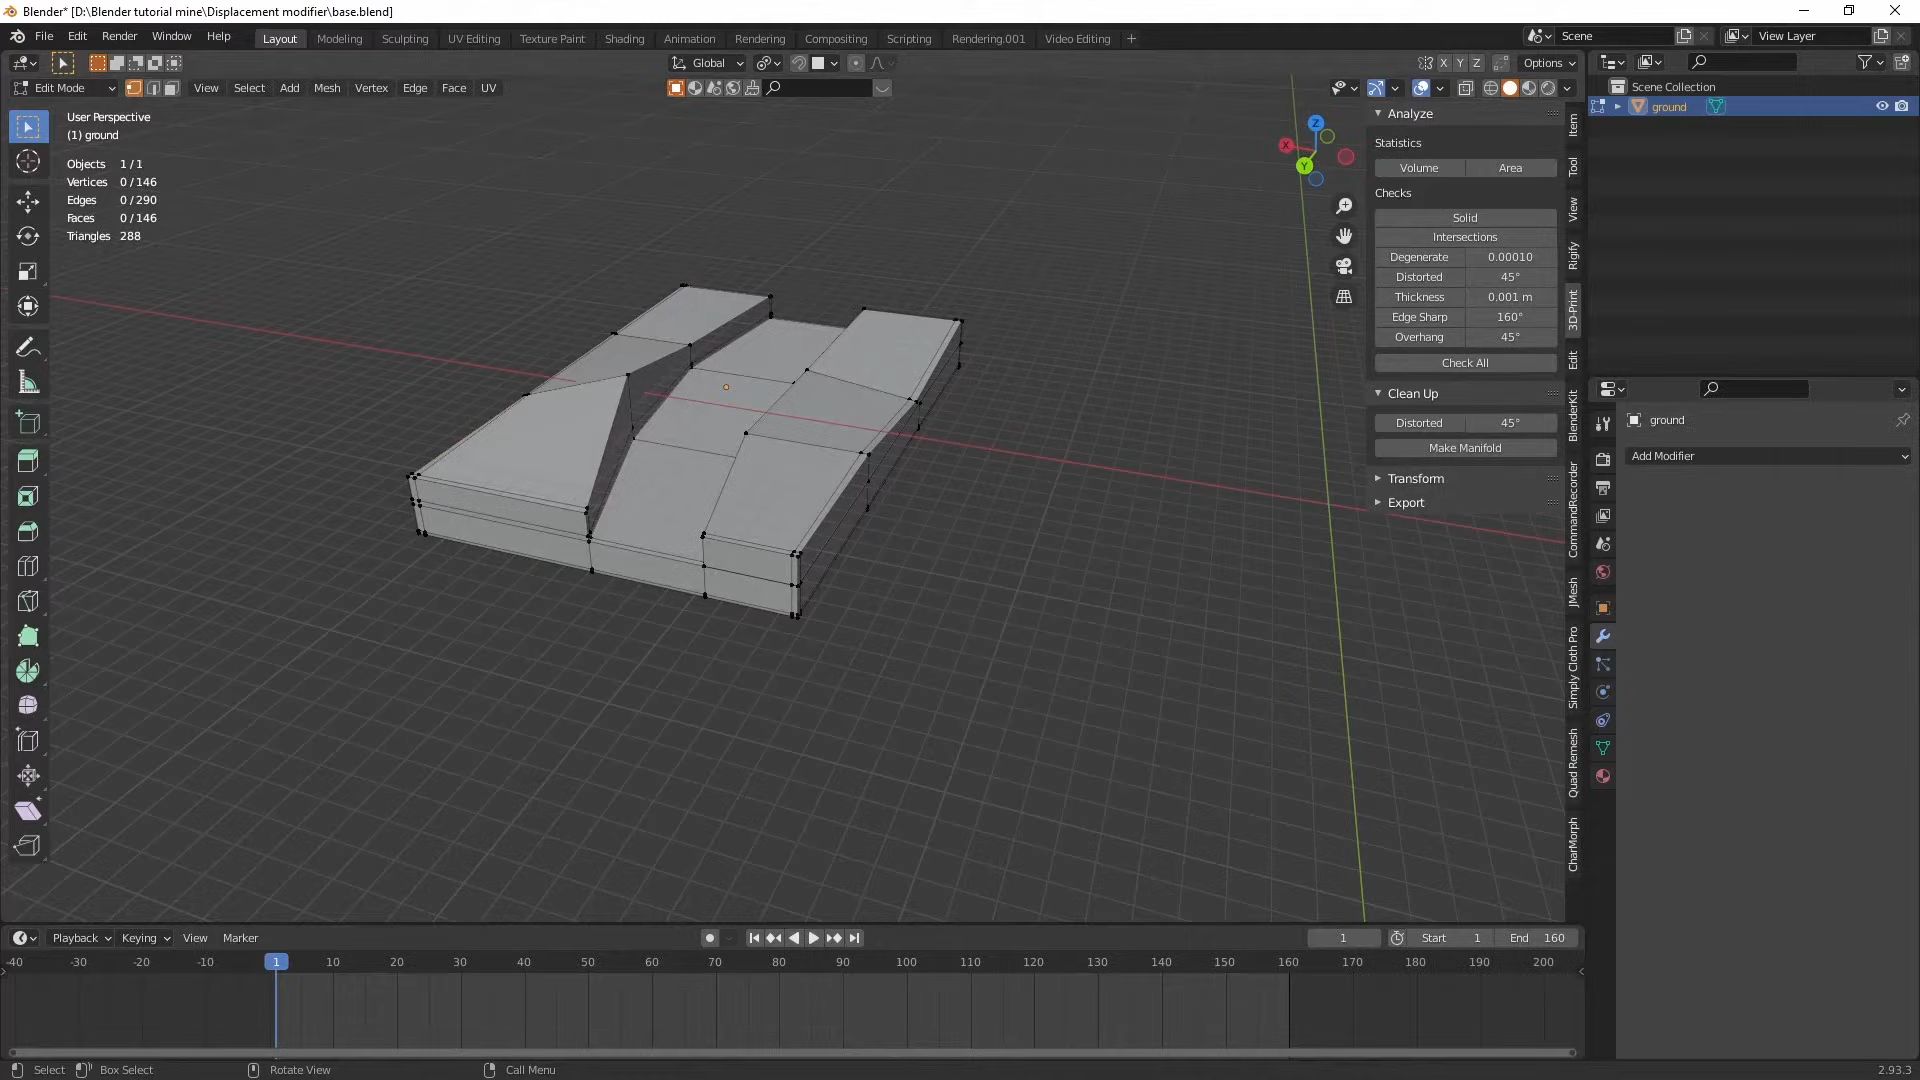 Blender* [D:\Blender tutorial mine\Displacement modifier\base.blend]
File Edit Render Window Help Layout Modeling Sculpting UV Editing Texture Paint Shading Animation Rendering Compositing Scripting Rendering.001 Video Editing + Scene View Layer
Global X Y Z Options
Edit Mode View Select Add Mesh Vertex Edge Face UV
User Perspective
(1) ground
Objects 1/1
Vertices 0/146
Edges 0/290
Faces 0/146
Triangles 288
Z
X
Y
Analyze
Statistics
Volume Area
Checks
Solid
Intersections
Degenerate 0.00010
Distorted 45°
Thickness 0.001 m
Edge Sharp 160°
Overhang 45°
Check All
Clean Up
Distorted 45°
Make Manifold
Transform
Export
Item
Tool
View
Rigify
3D-Print
Edit
BlenderKit
CommandRecorder
JMesh
Simply Cloth Pro
Quad Remesh
CharMorph
Scene Collection
ground
ground
Add Modifier
Playback Keying View Marker 1 Start 1 End 160
-40 -30 -20 -10 1 10 20 30 40 50 60 70 80 90 100 110 120 130 140 150 160 170 180 190 200
Select Box Select Rotate View Call Menu 2.93.3